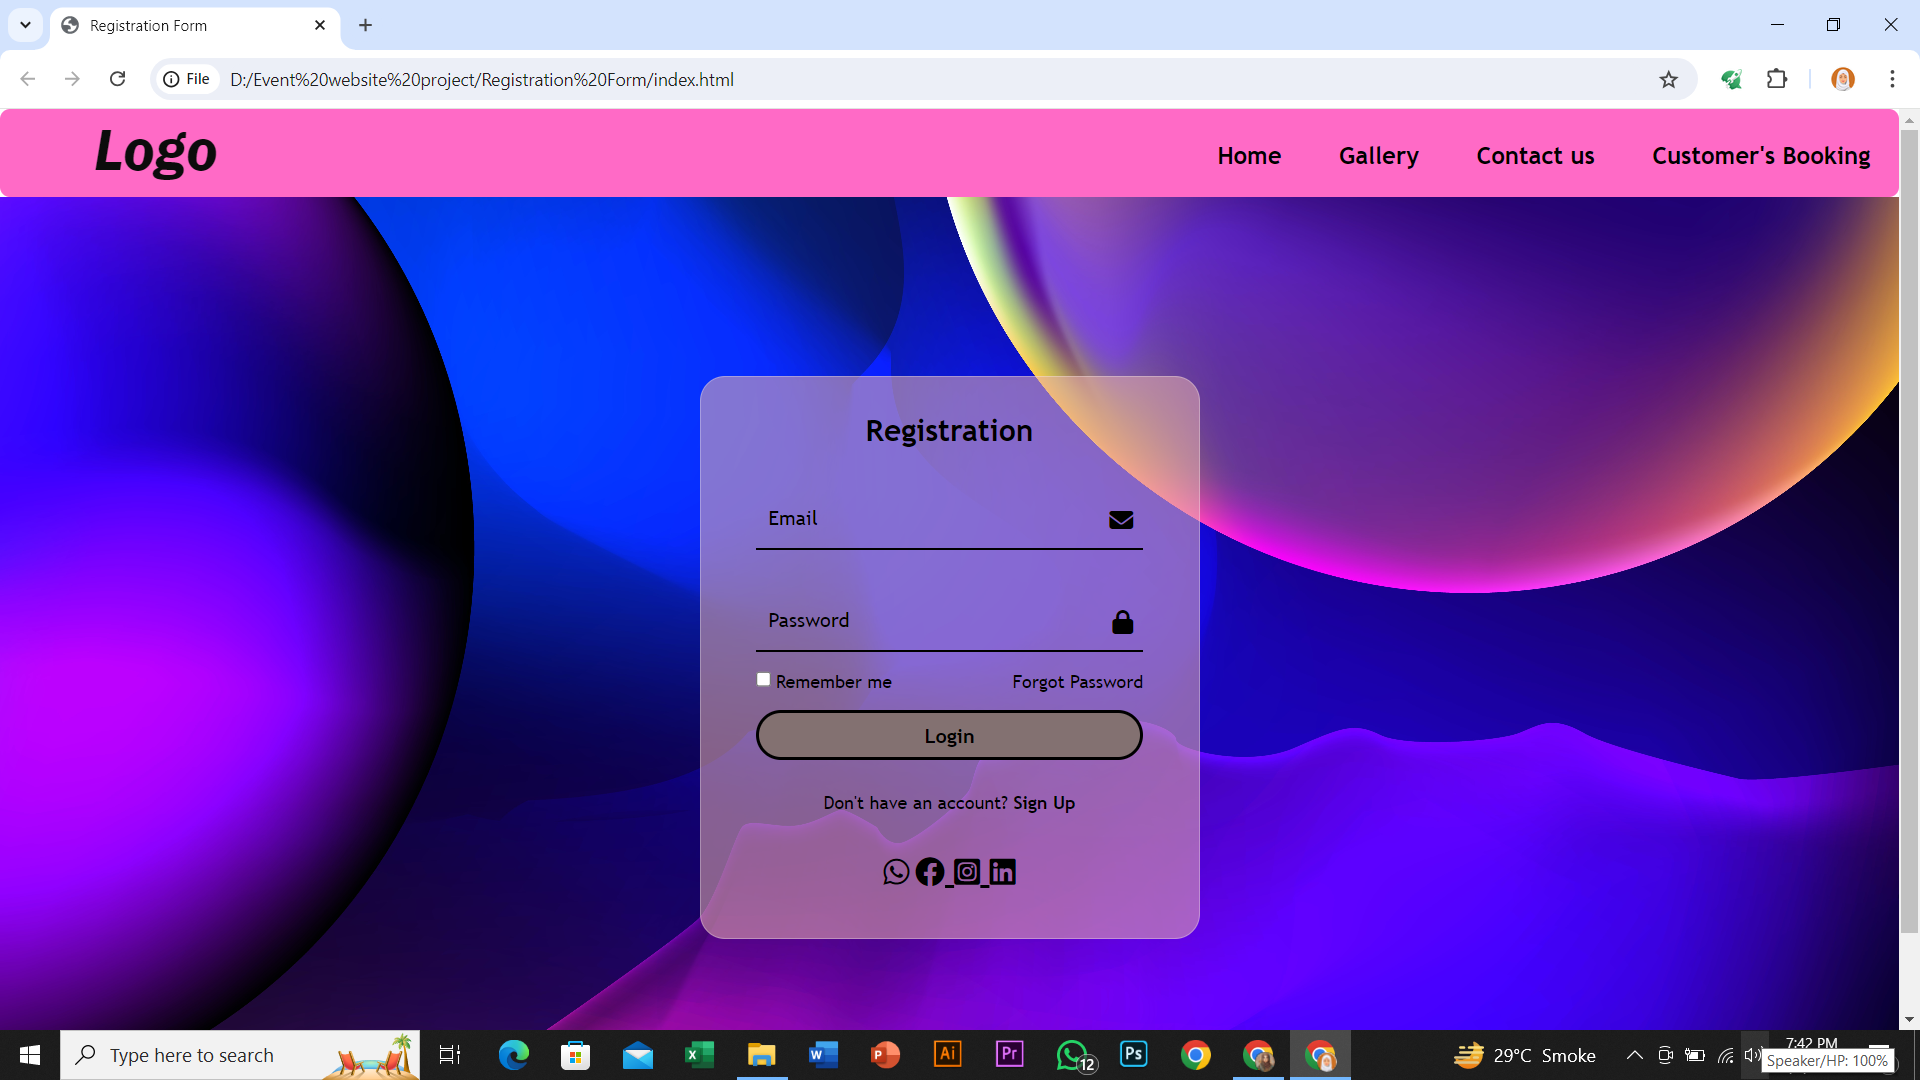 Registration Form
File
D:/Event%20website%20project/Registration%20Form/index.html
Logo
Home
Gallery
Contact us
Customer's Booking
Registration
Email
Password
Remember me
Forgot Password
Login
Don't have an account? Sign Up
Type here to search
12
29°C Smoke
7:42 PM
Speaker/HP: 100%